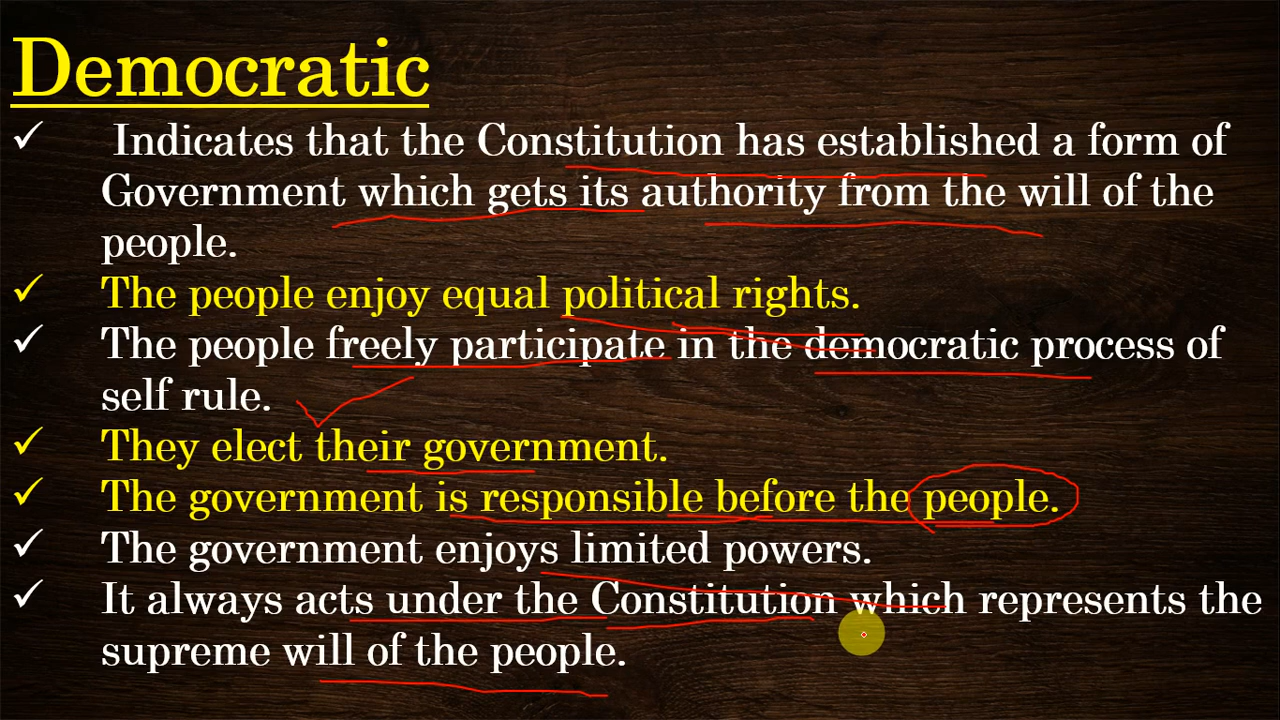 Democratic
✓ Indicates that the Constitution has established a form of
Government which gets its authority from the will of the
people.
✓ The people enjoy equal political rights.
✓ The people freely participate in the democratic process of
self rule.
✓ They elect their government.
✓ The government is responsible before the people.
✓ The government enjoys limited powers.
✓ It always acts under the Constitution which represents the
supreme will of the people.